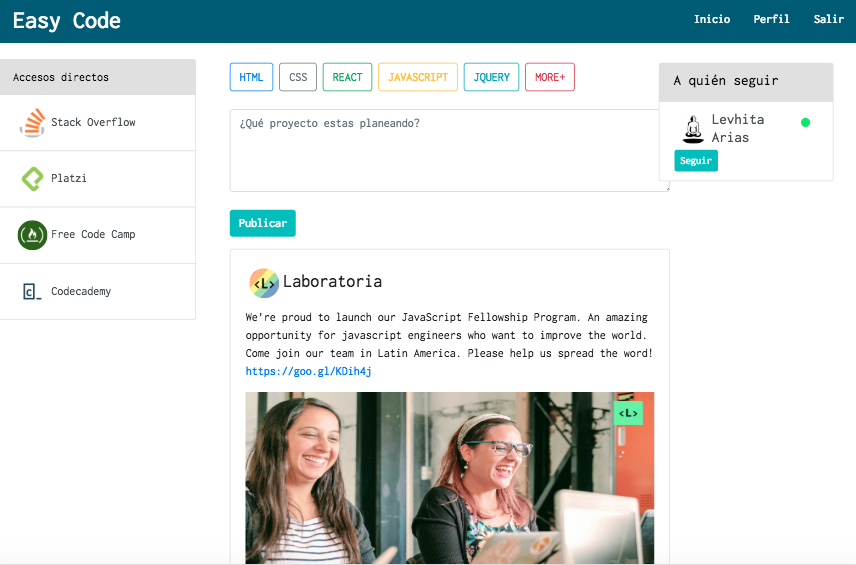 Easy Code
Inicio Perfil Salir
Accesos directos
Stack Overflow
Platzi
Free Code Camp
Codecademy
HTML CSS REACT JAVASCRIPT JQUERY MORE+
¿Qué proyecto estas planeando?
Publicar
<L> Laboratoria
We're proud to launch our JavaScript Fellowship Program. An amazing
opportunity for javascript engineers who want to improve the world.
Come join our team in Latin America. Please help us spread the word!
https://goo.gl/KDih4j
<L>
A quién seguir
Levhita
Arias
Seguir